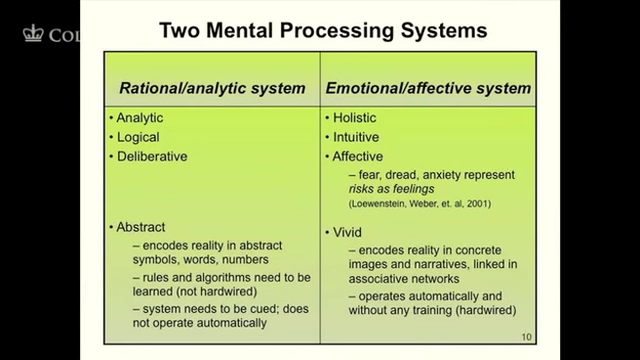 COL
Two Mental Processing Systems
Rational/analytic system
• Analytic
• Logical
• Deliberative
• Abstract
– encodes reality in abstract
symbols, words, numbers
– rules and algorithms need to be
learned (not hardwired)
– system needs to be cued; does
not operate automatically
Emotional/affective system
• Holistic
• Intuitive
• Affective
– fear, dread, anxiety represent
risks as feelings
(Loewenstein, Weber, et. al, 2001)
• Vivid
– encodes reality in concrete
images and narratives, linked in
associative networks
– operates automatically and
without any training (hardwired)
10